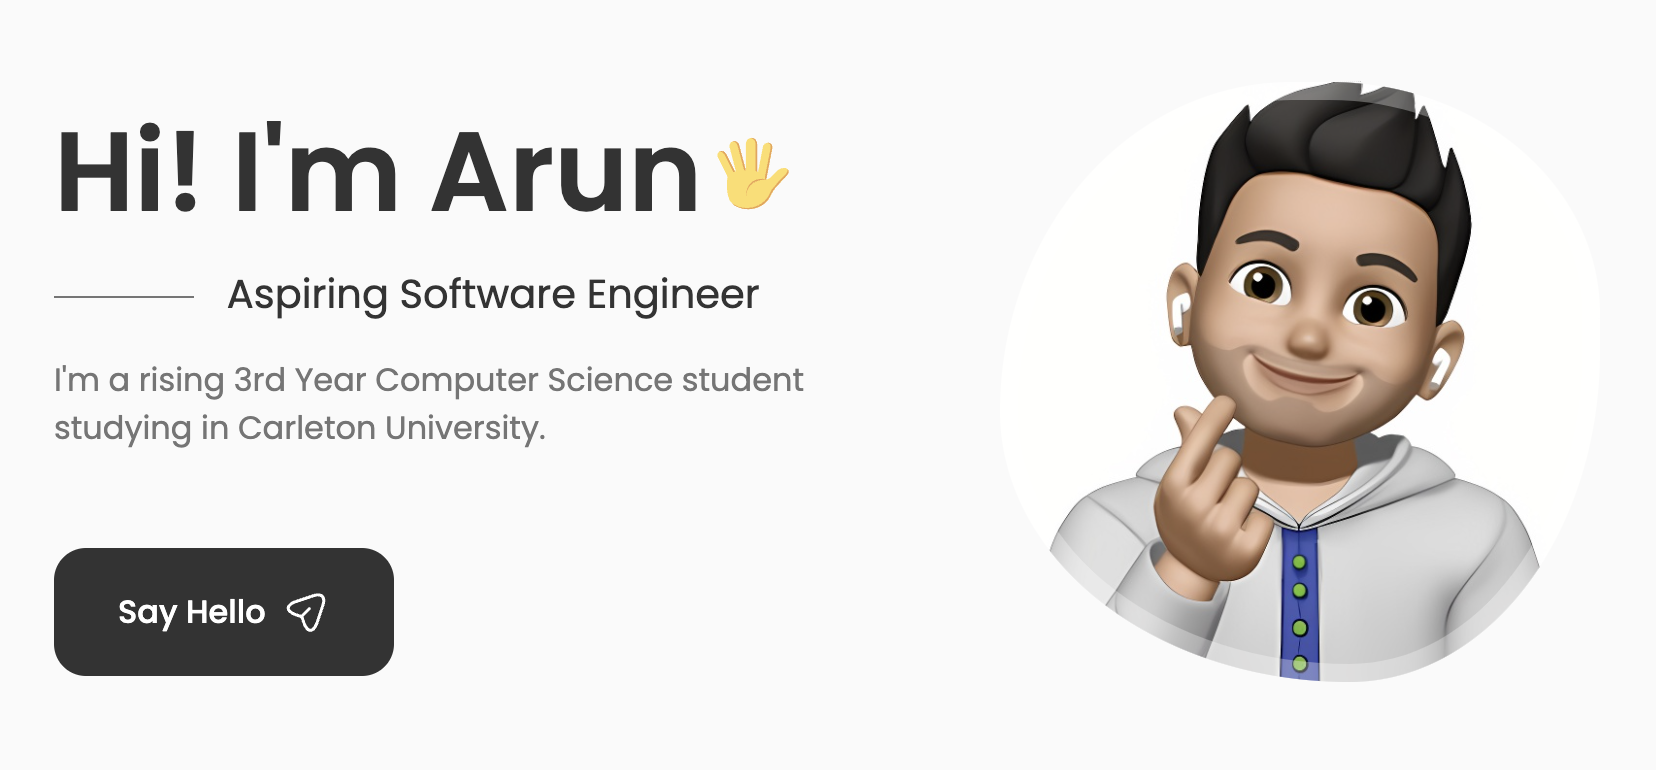 Hi! I'm Arun👋
Aspiring Software Engineer
I'm a rising 3rd Year Computer Science student
studying in Carleton University.
Say Hello